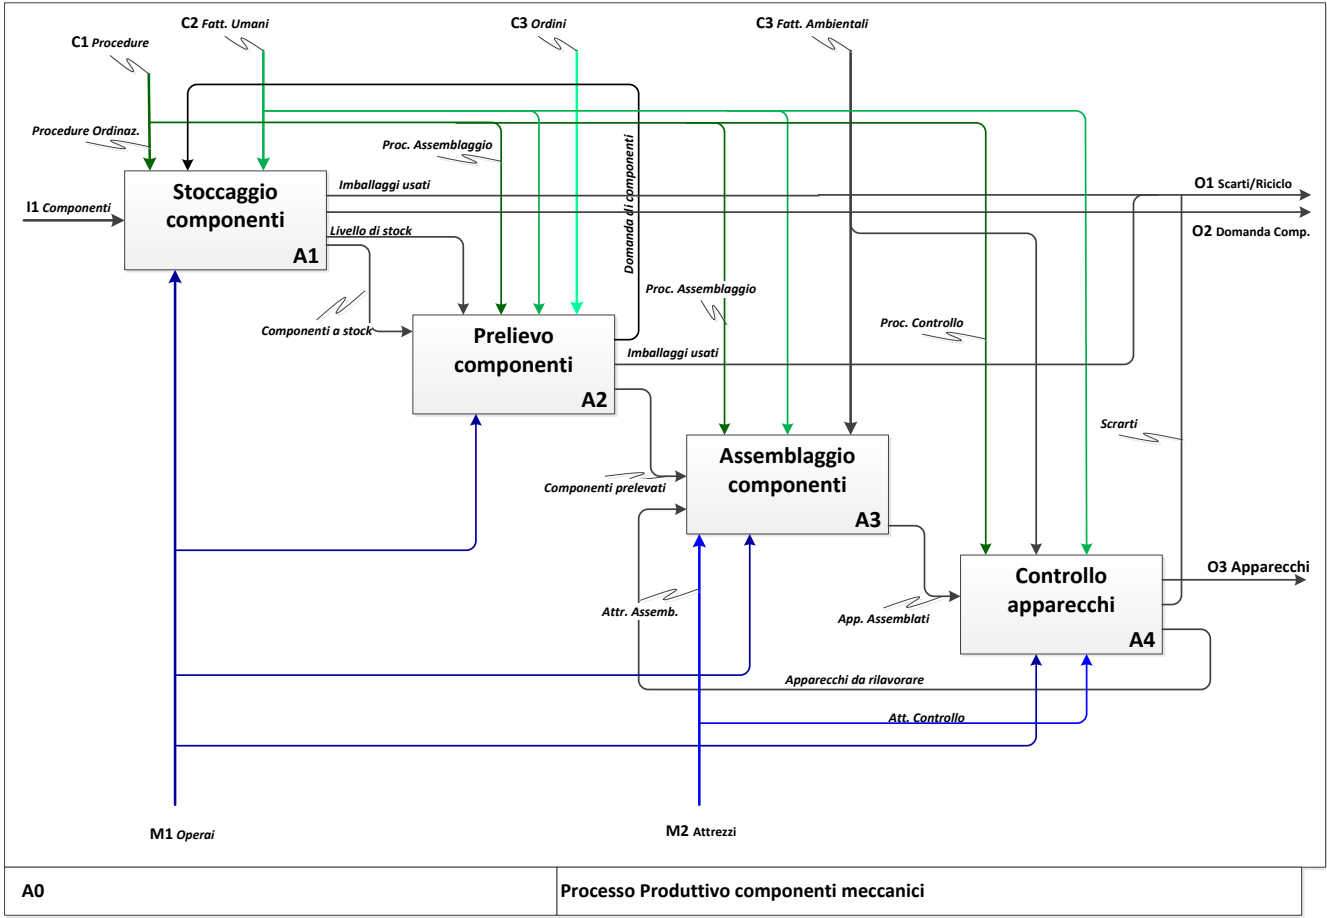 C2 Fatt. Umani
C3 Ordini
C3 Fatt. Ambientali
C1 Procedure
Procedure Ordinaz.
Proc. Assemblaggio
Domanda di componenti
Stoccaggio
componenti
A1
Imballaggi usati
O1 Scarti/Riciclo
I1 Componenti
Livello di stock
O2 Domanda Comp.
Componenti a stock
Proc. Assemblaggio
Proc. Controllo
Prelievo
componenti
A2
Imballaggi usati
Scrarti
Componenti prelevati
Assemblaggio
componenti
A3
O3 Apparecchi
Controllo
apparecchi
A4
Attr. Assemb.
App. Assemblati
Apparecchi da rilavorare
Att. Controllo
M1 Operai
M2 Attrezzi
A0
Processo Produttivo componenti meccanici